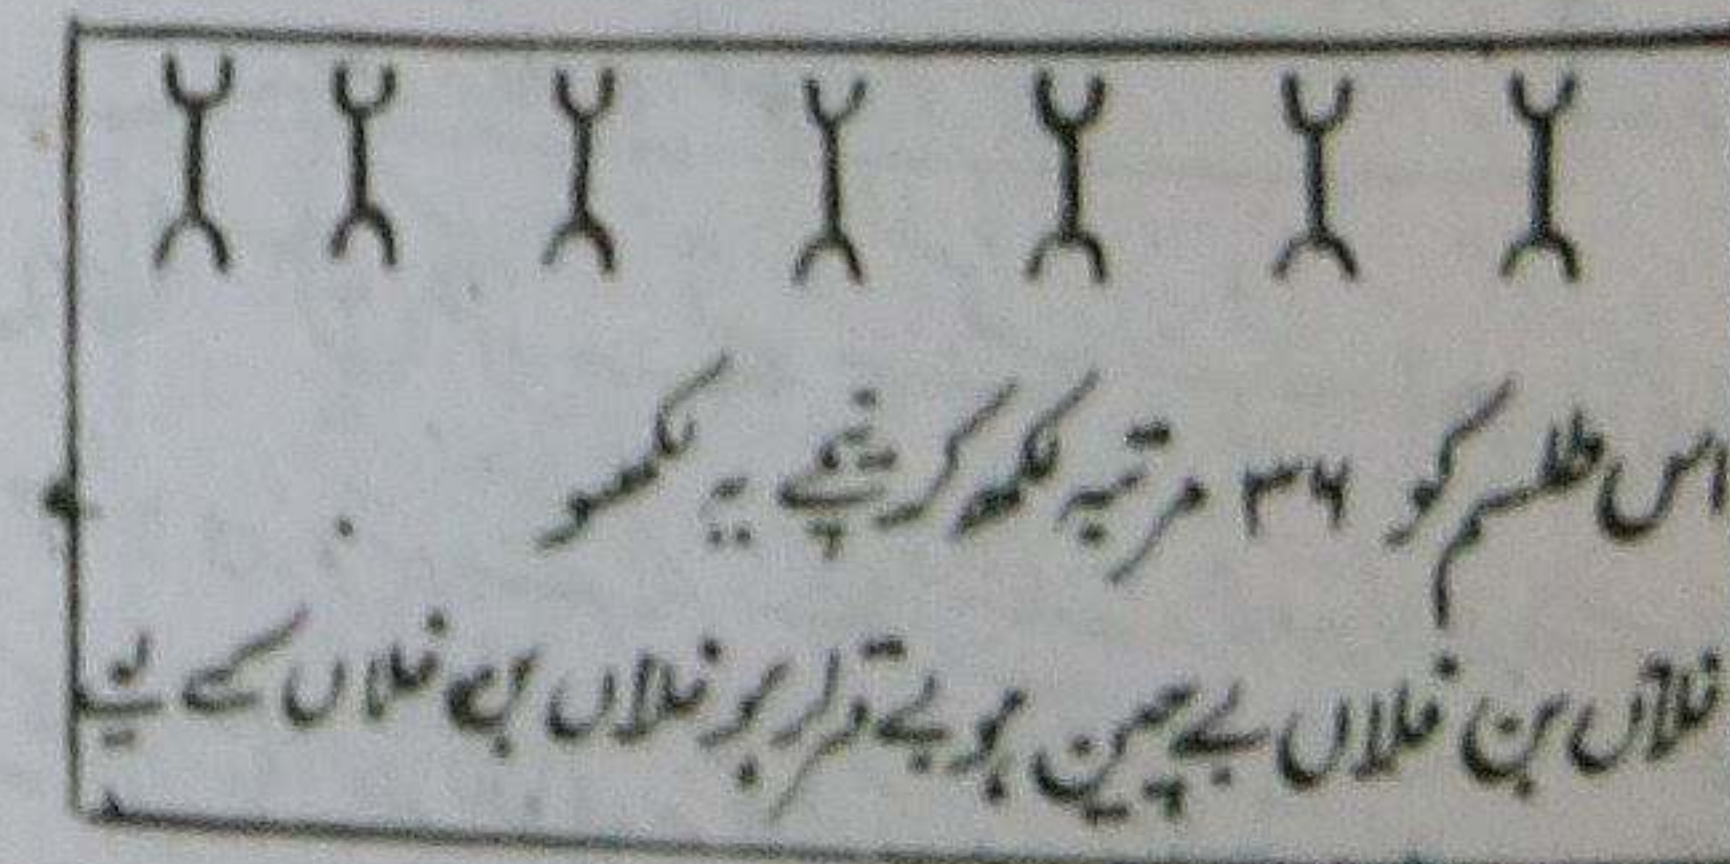 اس طلسم کو ۳۶ مرتبہ لکھ کر نیچے یہ لکھو
فلاں بن فلاں بے چین ہو بے قرار ہو فلاں بن فلاں کے لئے